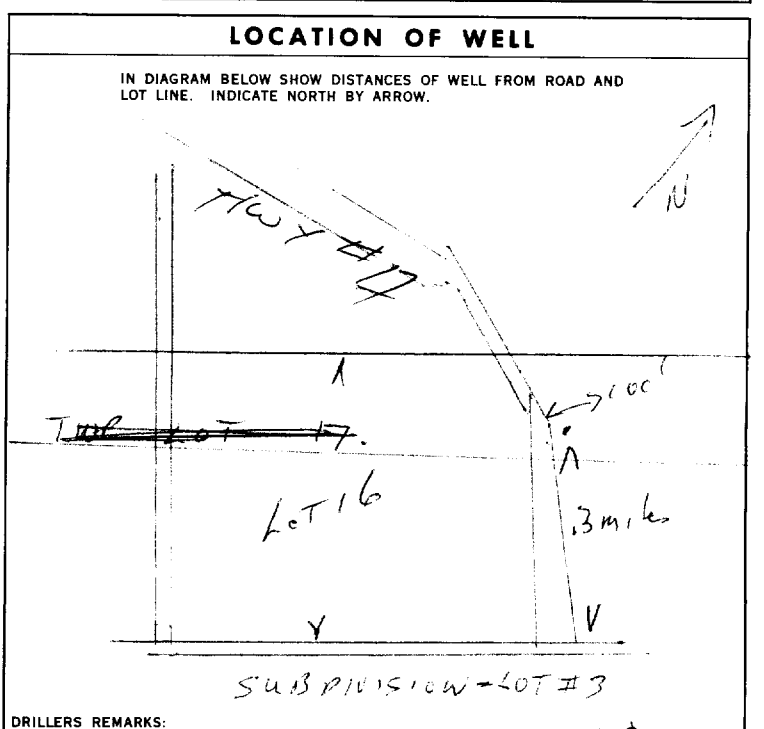 LOCATION OF WELL
IN DIAGRAM BELOW SHOW DISTANCES OF WELL FROM ROAD AND
LOT LINE. INDICATE NORTH BY ARROW.
N
HWY # 17
100'
TWP LOT 17.
LOT 16
.3 miles
SUBDIVISION - LOT # 3
DRILLERS REMARKS: